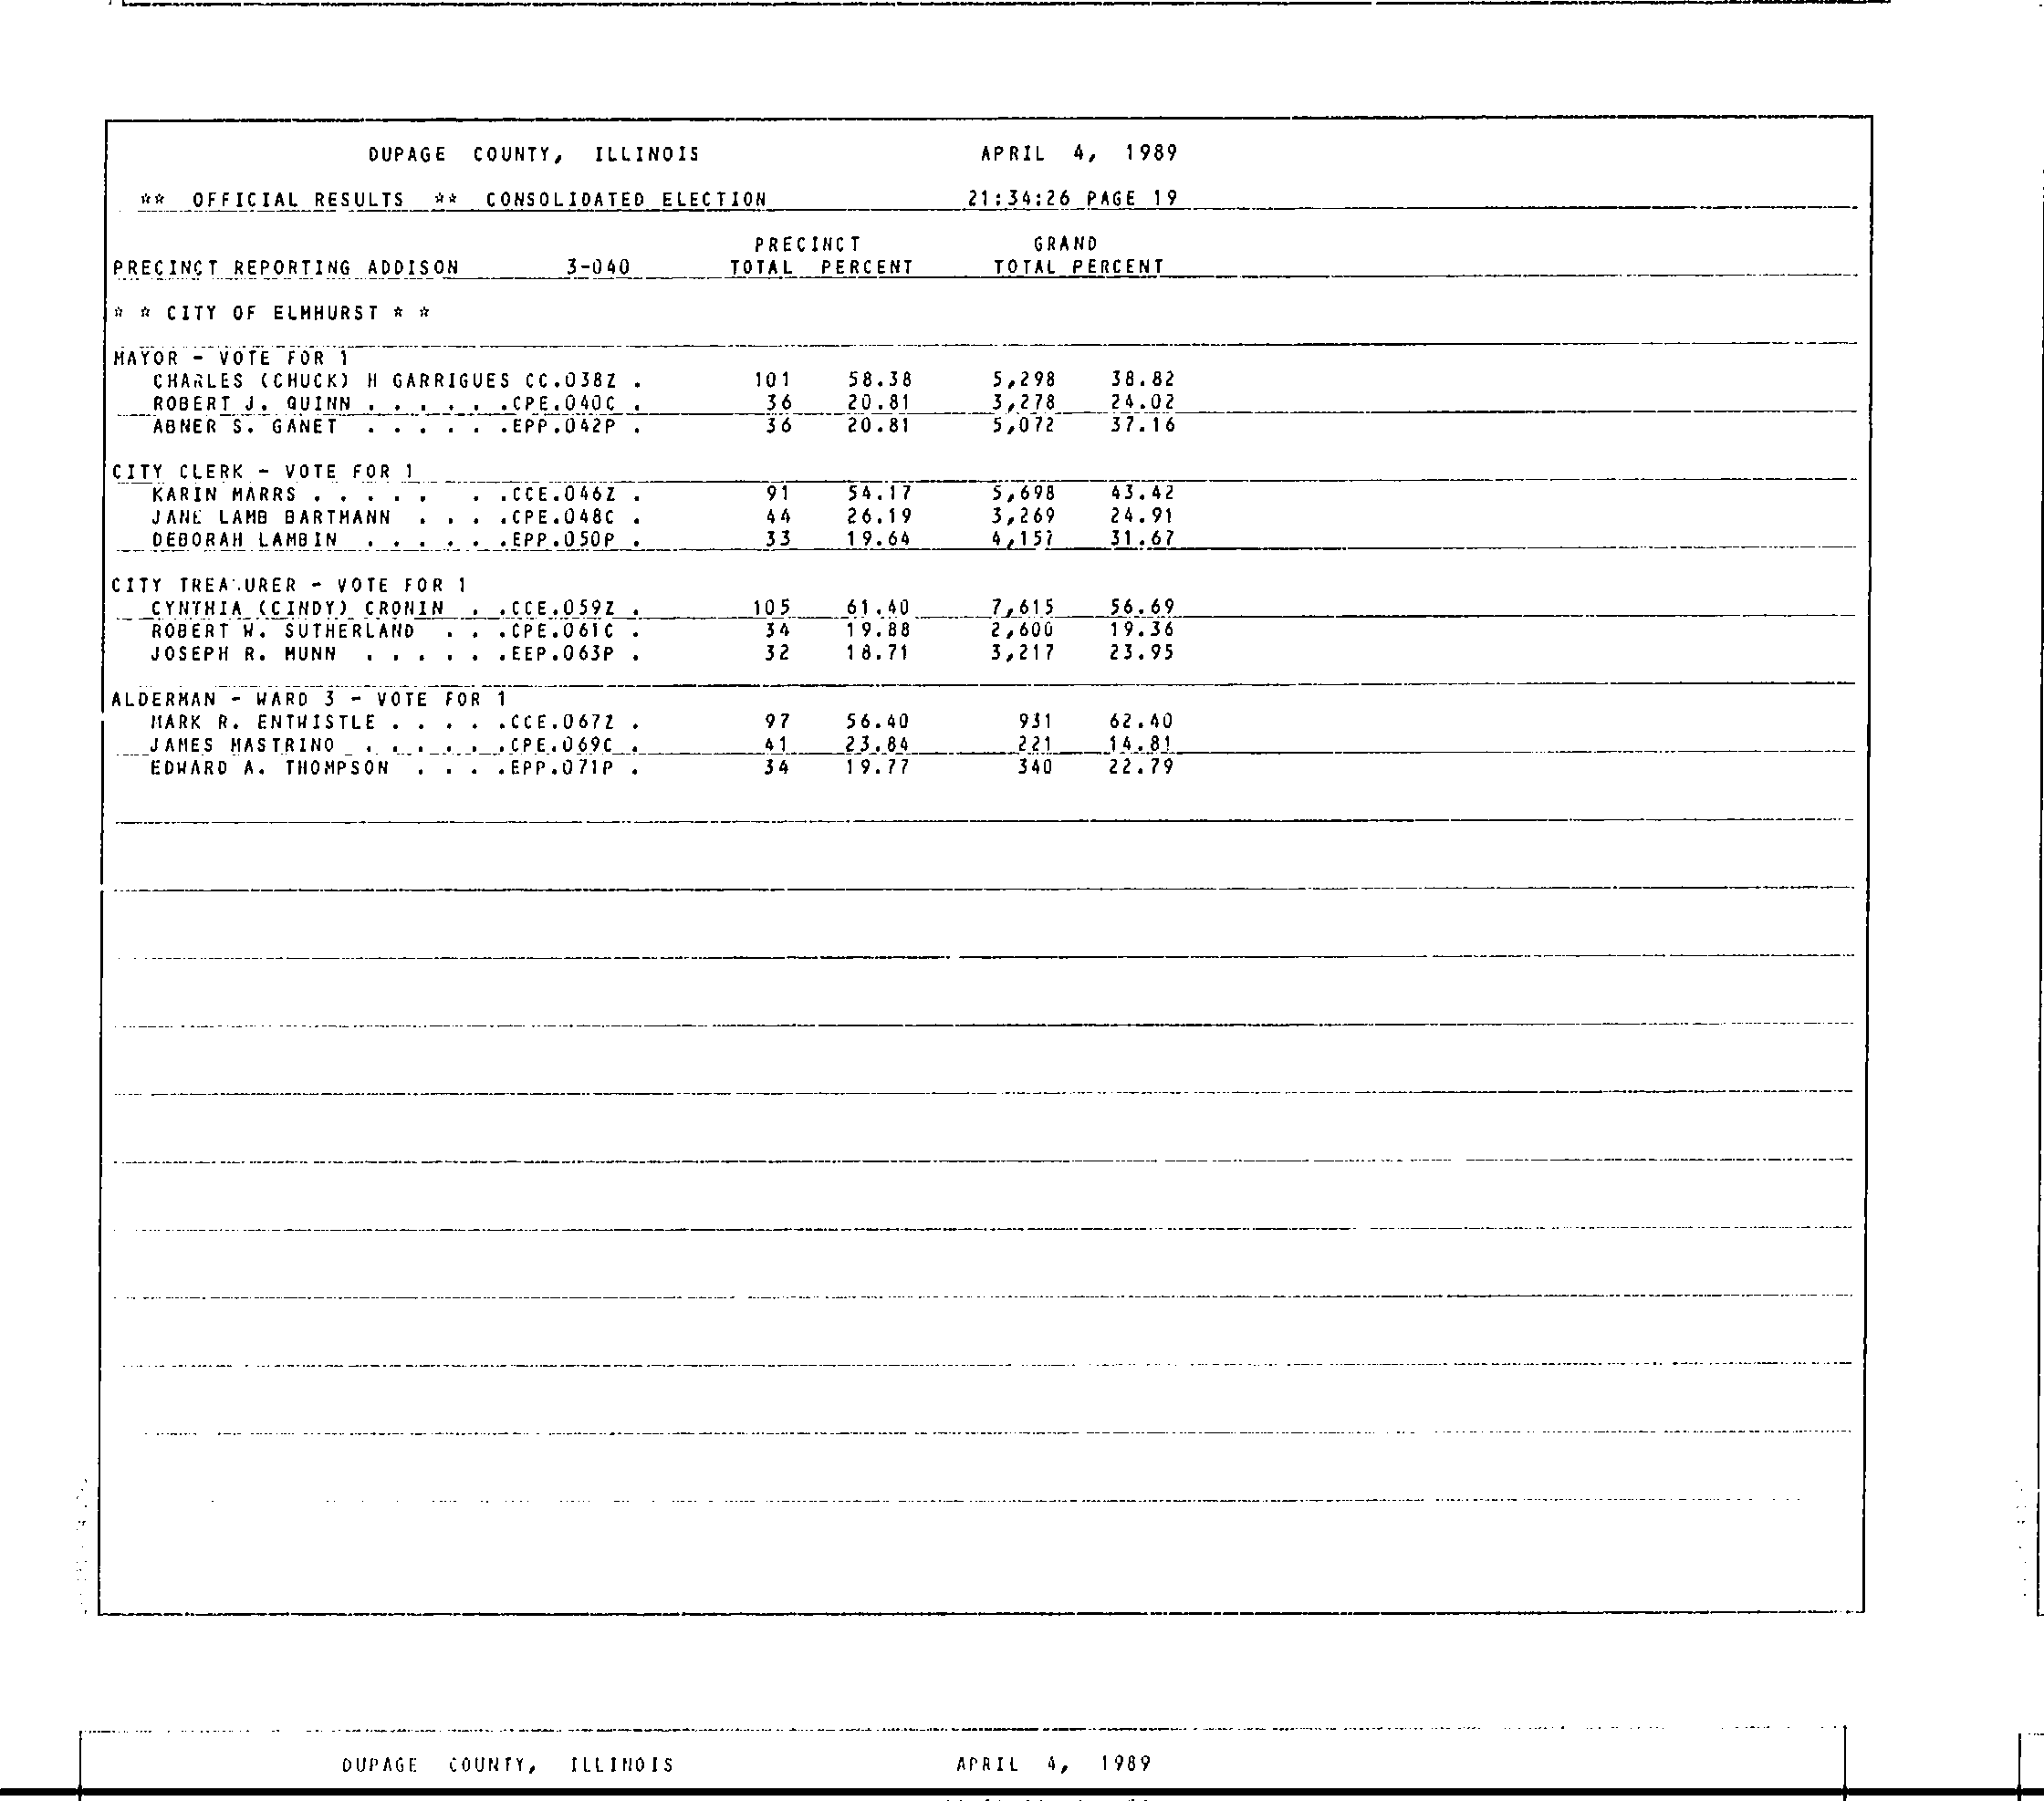 DUPAGE COUNTY, ILLINOIS APRIL 4, 1989
** OFFICIAL RESULTS ** CONSOLIDATED ELECTION 21:34:26 PAGE 19
PRECINCT GRAND
PRECINCT REPORTING ADDISON 3-040 TOTAL PERCENT TOTAL PERCENT
* * CITY OF ELMHURST * *
MAYOR - VOTE FOR 1
CHARLES (CHUCK) H GARRIGUES CC.038Z . 101 58.38 5,298 38.82
ROBERT J. QUINN . . . . . .CPE.040C . 36 20.81 3,278 24.02
ABNER S. GANET . . . . . .EPP.042P . 36 20.81 5,072 37.16
CITY CLERK - VOTE FOR 1
KARIN MARRS . . . . . . .CCE.046Z . 91 54.17 5,698 43.42
JANE LAMB BARTMANN . . . .CPE.048C . 44 26.19 3,269 24.91
DEBORAH LAMBIN . . . . . .EPP.050P . 33 19.64 4,157 31.67
CITY TREA URER - VOTE FOR 1
CYNTHIA (CINDY) CRONIN . .CCE.059Z . 105 61.40 7,615 56.69
ROBERT W. SUTHERLAND . . .CPE.061C . 34 19.88 2,600 19.36
JOSEPH R. MUNN . . . . . .EEP.063P . 32 18.71 3,217 23.95
ALDERMAN - WARD 3 - VOTE FOR 1
MARK R. ENTWISTLE . . . . .CCE.067Z . 97 56.40 931 62.40
JAMES MASTRINO . . . . . .CPE.069C . 41 23.84 221 14.81
EDWARD A. THOMPSON . . . .EPP.071P . 34 19.77 340 22.79
DUPAGE COUNTY, ILLINOIS APRIL 4, 1989